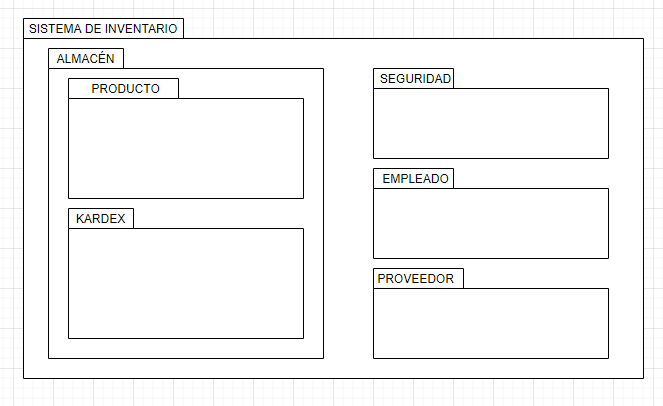 SISTEMA DE INVENTARIO
ALMACÉN
PRODUCTO
KARDEX
SEGURIDAD
EMPLEADO
PROVEEDOR